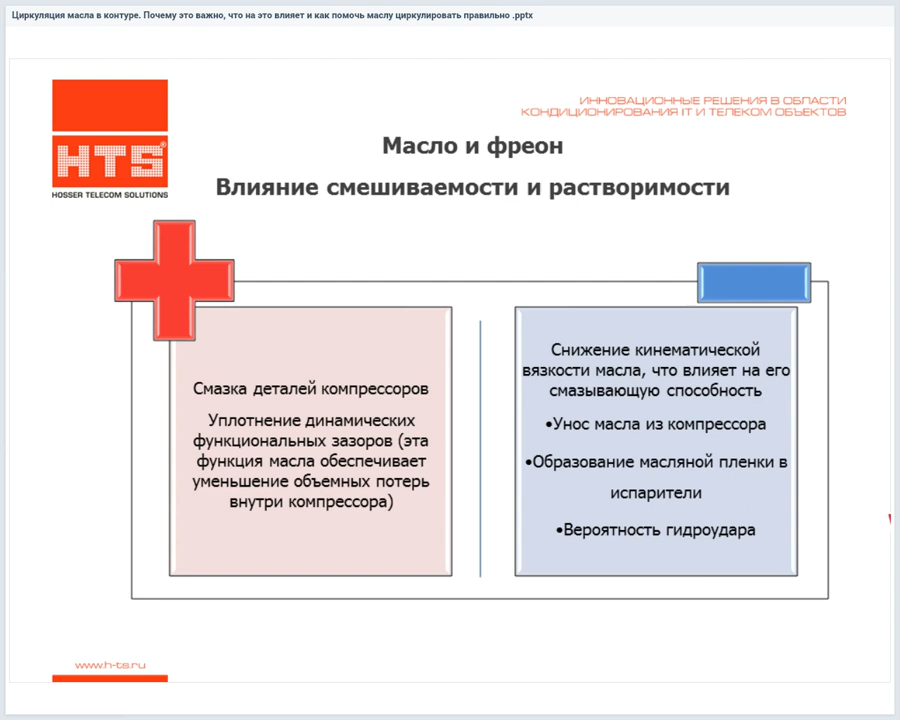 Циркуляция масла в контуре. Почему это важно, что на это влияет и как помочь маслу циркулировать правильно .pptx
ИННОВАЦИОННЫЕ РЕШЕНИЯ В ОБЛАСТИ
КОНДИЦИОНИРОВАНИЯ IT И ТЕЛЕКОМ ОБЪЕКТОВ
HTS®
HOSSER TELECOM SOLUTIONS
Масло и фреон
Влияние смешиваемости и растворимости
Смазка деталей компрессоров
Уплотнение динамических
функциональных зазоров (эта
функция масла обеспечивает
уменьшение объемных потерь
внутри компрессора)
Снижение кинематической
вязкости масла, что влияет на его
смазывающую способность
•Унос масла из компрессора
•Образование масляной пленки в
испарители
•Вероятность гидроудара
www.h-ts.ru